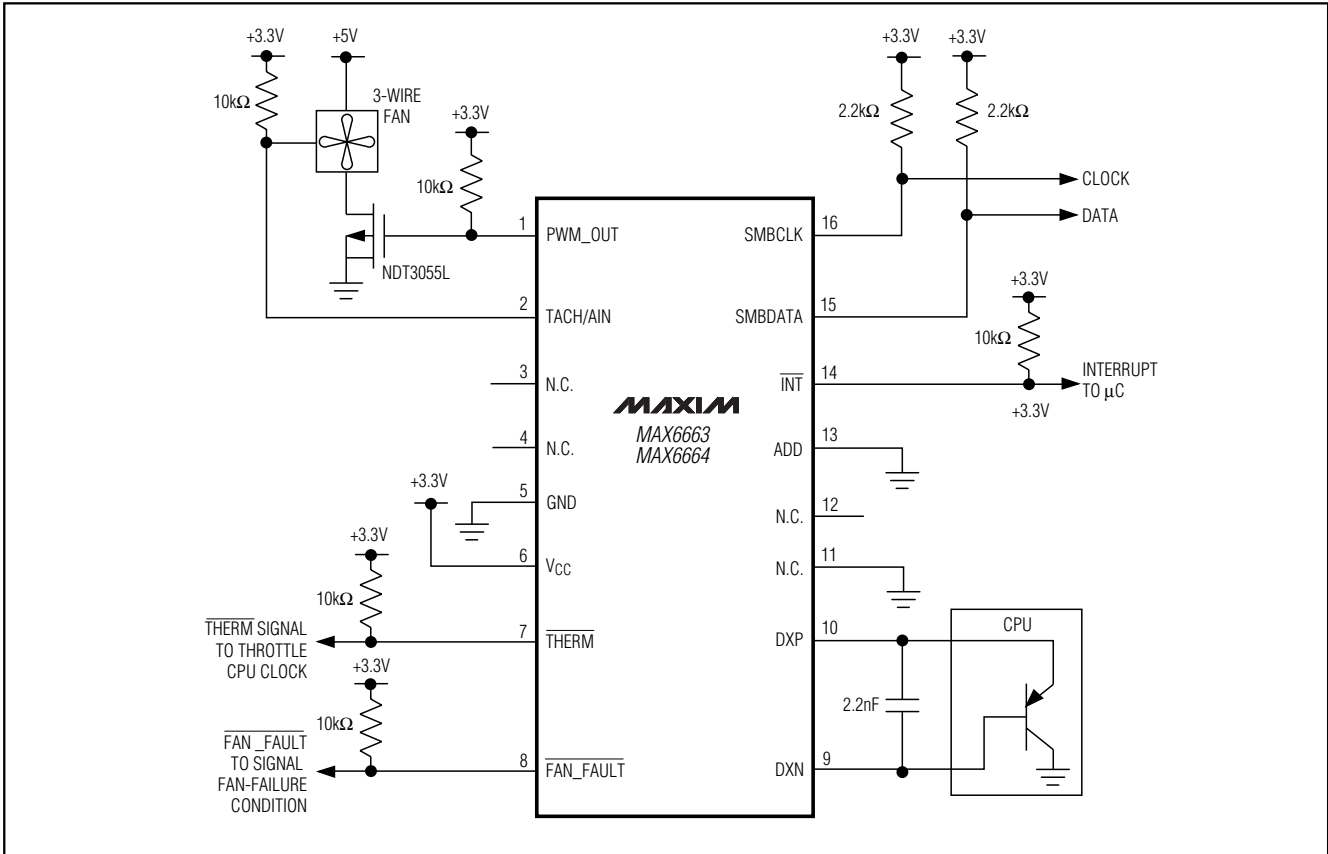 +3.3V
+5V
10kΩ
3-WIRE
FAN
+3.3V
10kΩ
NDT3055L
1
PWM_OUT
2
TACH/AIN
3
N.C.
4
N.C.
+3.3V
5
GND
6
VCC
+3.3V
10kΩ
THERM SIGNAL
TO THROTTLE
CPU CLOCK
7
THERM
+3.3V
10kΩ
FAN _FAULT
TO SIGNAL
FAN-FAILURE
CONDITION
8
FAN_FAULT
MAXIM
MAX6663
MAX6664
+3.3V
+3.3V
2.2kΩ
2.2kΩ
CLOCK
DATA
16
SMBCLK
15
SMBDATA
+3.3V
10kΩ
14
INT
INTERRUPT
TO µC
+3.3V
13
ADD
12
N.C.
11
N.C.
10
DXP
CPU
2.2nF
9
DXN